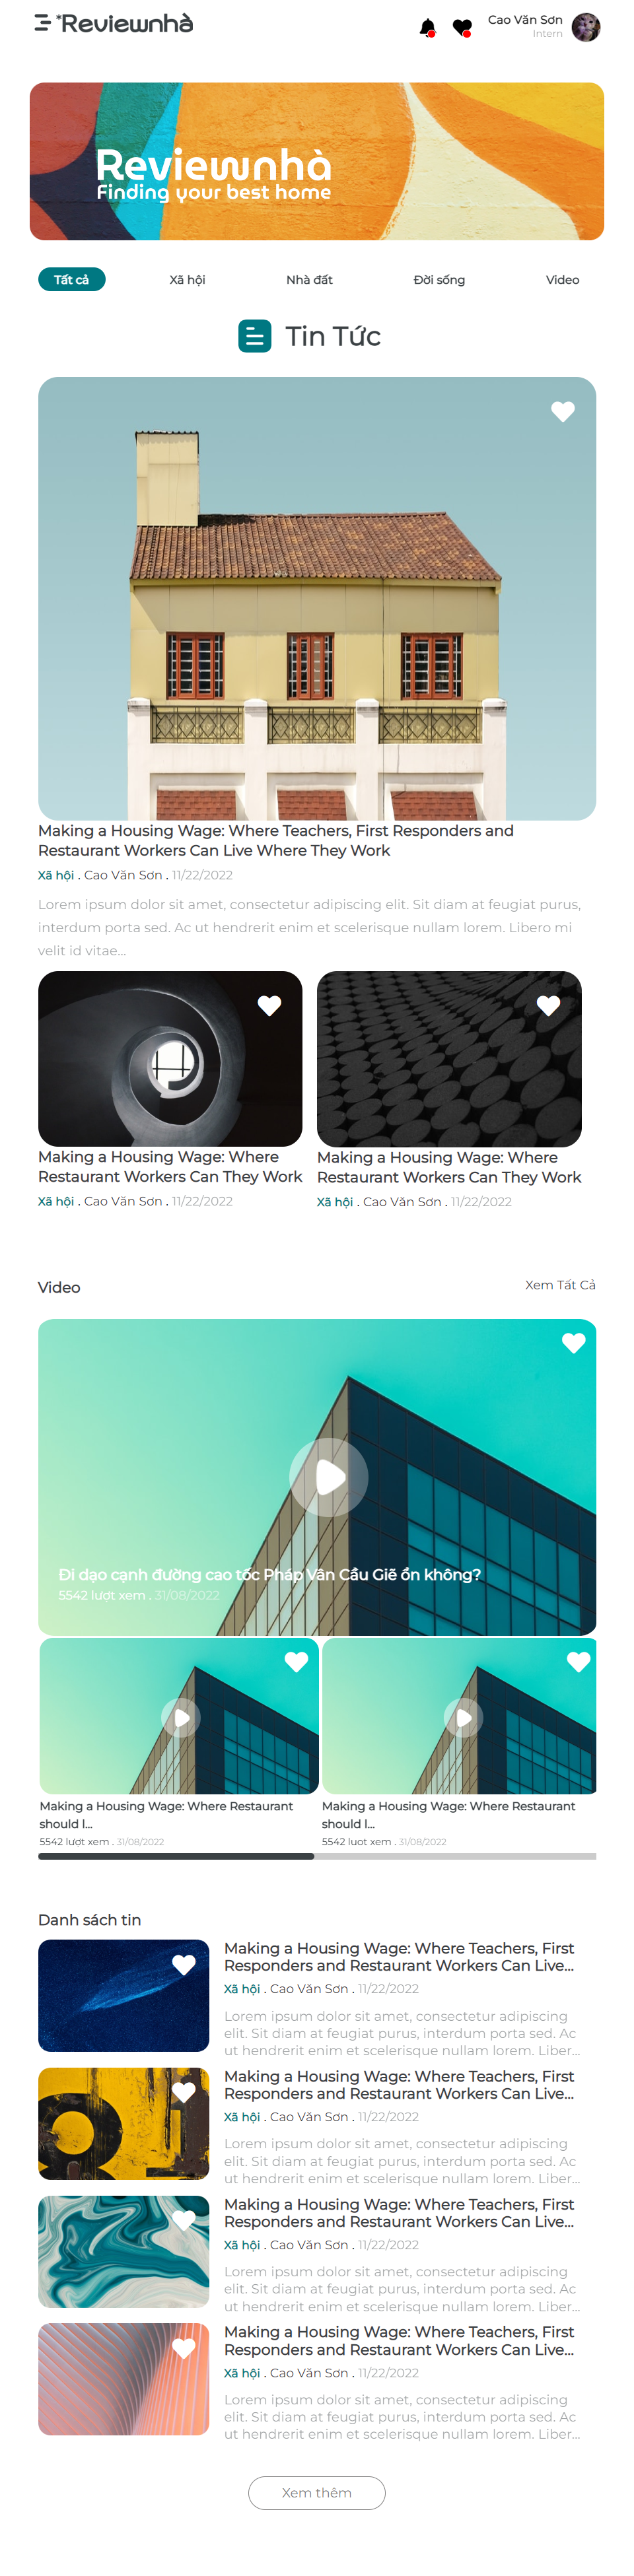 *Reviewnhà
Cao Văn Sơn
Intern
Reviewnhà
Finding your best home
Tất cả
Xã hội
Nhà đất
Đời sống
Video
Tin Tức
Making a Housing Wage: Where Teachers, First Responders and
Restaurant Workers Can Live Where They Work
Xã hội . Cao Văn Sơn . 11/22/2022
Lorem ipsum dolor sit amet, consectetur adipiscing elit. Sit diam at feugiat purus,
interdum porta sed. Ac ut hendrerit enim et scelerisque nullam lorem. Libero mi
velit id vitae...
Making a Housing Wage: Where
Restaurant Workers Can They Work
Xã hội . Cao Văn Sơn . 11/22/2022
Making a Housing Wage: Where
Restaurant Workers Can They Work
Xã hội . Cao Văn Sơn . 11/22/2022
Video
Xem Tất Cả
Đi dạo cạnh đường cao tốc Pháp Vân Cầu Giẽ ổn không?
5542 lượt xem . 31/08/2022
Making a Housing Wage: Where Restaurant
should l...
5542 lượt xem . 31/08/2022
Making a Housing Wage: Where Restaurant
should l...
5542 luot xem . 31/08/2022
Danh sách tin
Making a Housing Wage: Where Teachers, First
Responders and Restaurant Workers Can Live...
Xã hội . Cao Văn Sơn . 11/22/2022
Lorem ipsum dolor sit amet, consectetur adipiscing
elit. Sit diam at feugiat purus, interdum porta sed. Ac
ut hendrerit enim et scelerisque nullam lorem. Liber...
81
Making a Housing Wage: Where Teachers, First
Responders and Restaurant Workers Can Live...
Xã hội . Cao Văn Sơn . 11/22/2022
Lorem ipsum dolor sit amet, consectetur adipiscing
elit. Sit diam at feugiat purus, interdum porta sed. Ac
ut hendrerit enim et scelerisque nullam lorem. Liber...
Making a Housing Wage: Where Teachers, First
Responders and Restaurant Workers Can Live...
Xã hội . Cao Văn Sơn . 11/22/2022
Lorem ipsum dolor sit amet, consectetur adipiscing
elit. Sit diam at feugiat purus, interdum porta sed. Ac
ut hendrerit enim et scelerisque nullam lorem. Liber...
Making a Housing Wage: Where Teachers, First
Responders and Restaurant Workers Can Live...
Xã hội . Cao Văn Sơn . 11/22/2022
Lorem ipsum dolor sit amet, consectetur adipiscing
elit. Sit diam at feugiat purus, interdum porta sed. Ac
ut hendrerit enim et scelerisque nullam lorem. Liber...
Xem thêm